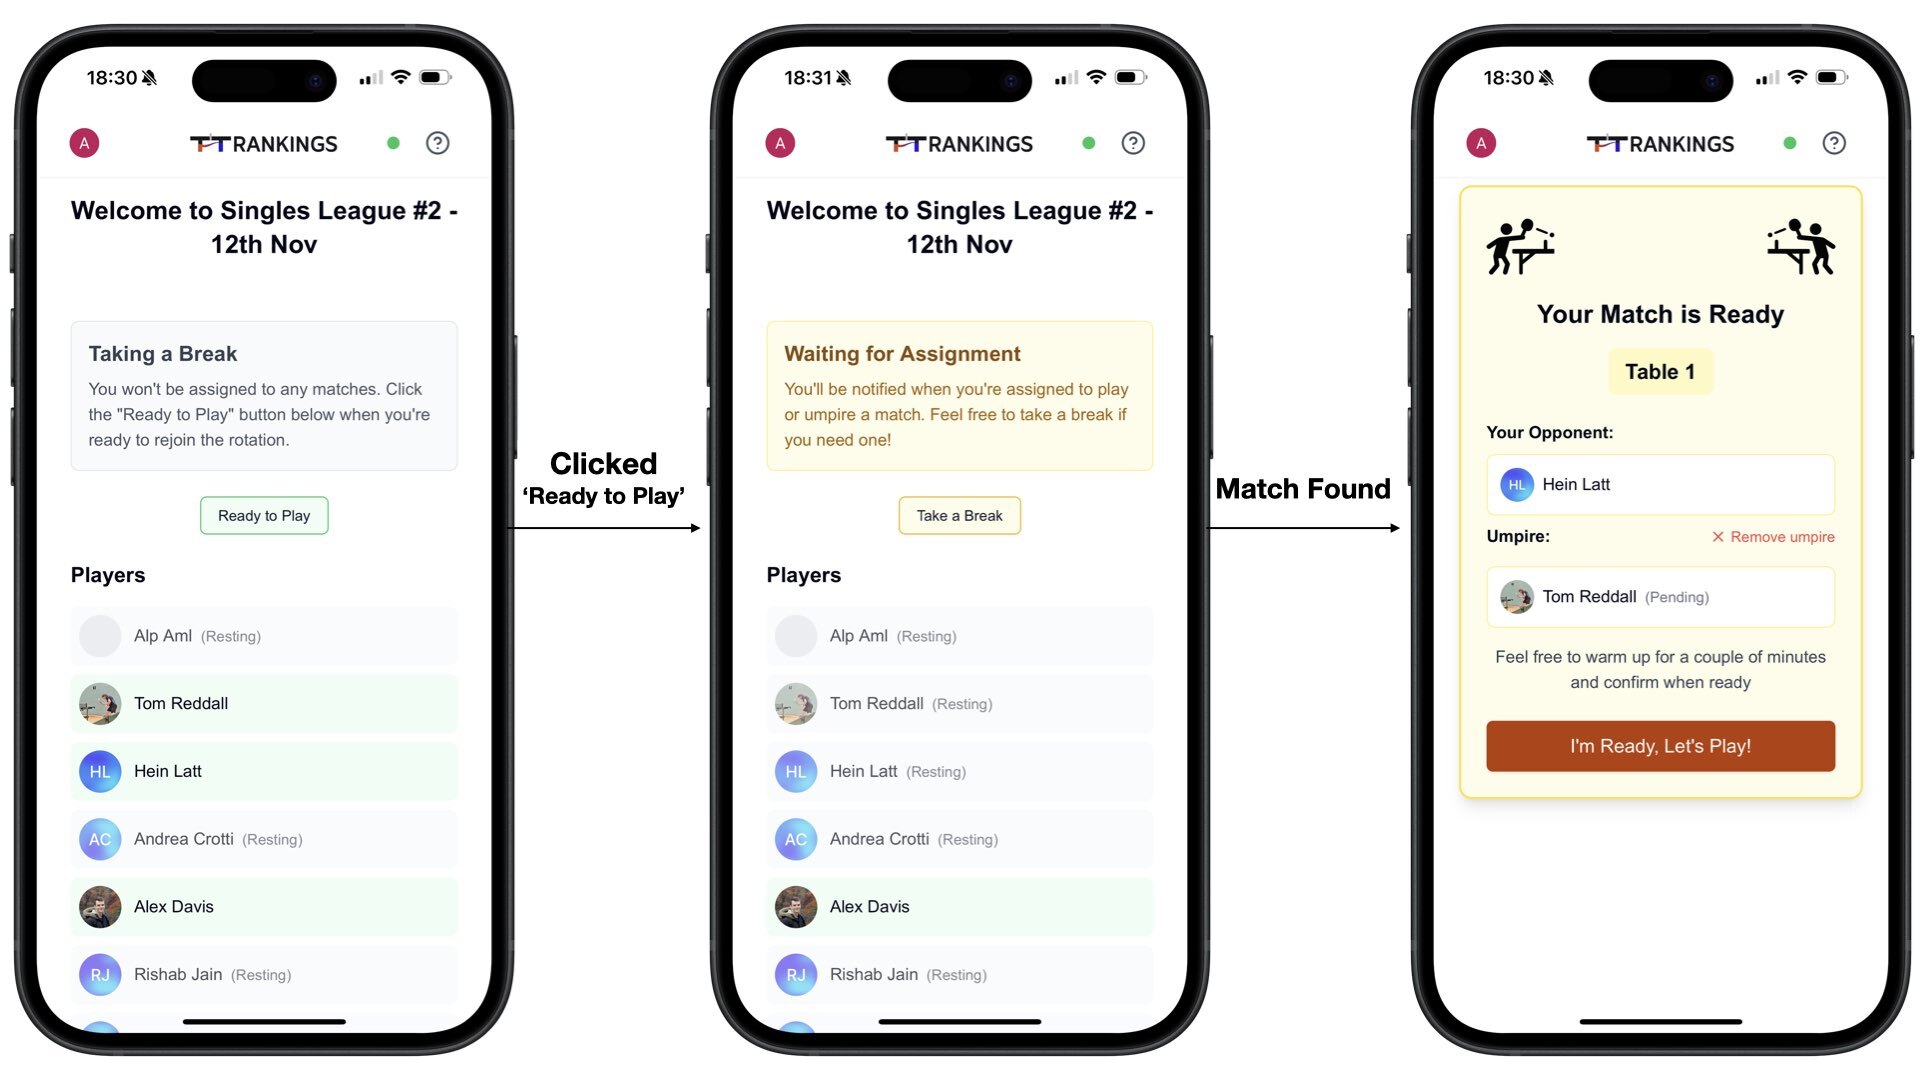 18:30
A
TTRANKINGS
?
Welcome to Singles League #2 -
12th Nov
Taking a Break
You won't be assigned to any matches. Click
the "Ready to Play" button below when you're
ready to rejoin the rotation.
Ready to Play
Players
Alp Aml (Resting)
Tom Reddall
HL Hein Latt
AC Andrea Crotti (Resting)
Alex Davis
RJ Rishab Jain (Resting)
Clicked
‘Ready to Play’
18:31
A
TTRANKINGS
?
Welcome to Singles League #2 -
12th Nov
Waiting for Assignment
You'll be notified when you're assigned to play
or umpire a match. Feel free to take a break if
you need one!
Take a Break
Players
Alp Aml (Resting)
Tom Reddall (Resting)
HL Hein Latt (Resting)
AC Andrea Crotti (Resting)
Alex Davis
RJ Rishab Jain (Resting)
Match Found
18:30
A
TTRANKINGS
?
Your Match is Ready
Table 1
Your Opponent:
HL Hein Latt
Umpire: × Remove umpire
Tom Reddall (Pending)
Feel free to warm up for a couple of minutes
and confirm when ready
I'm Ready, Let's Play!